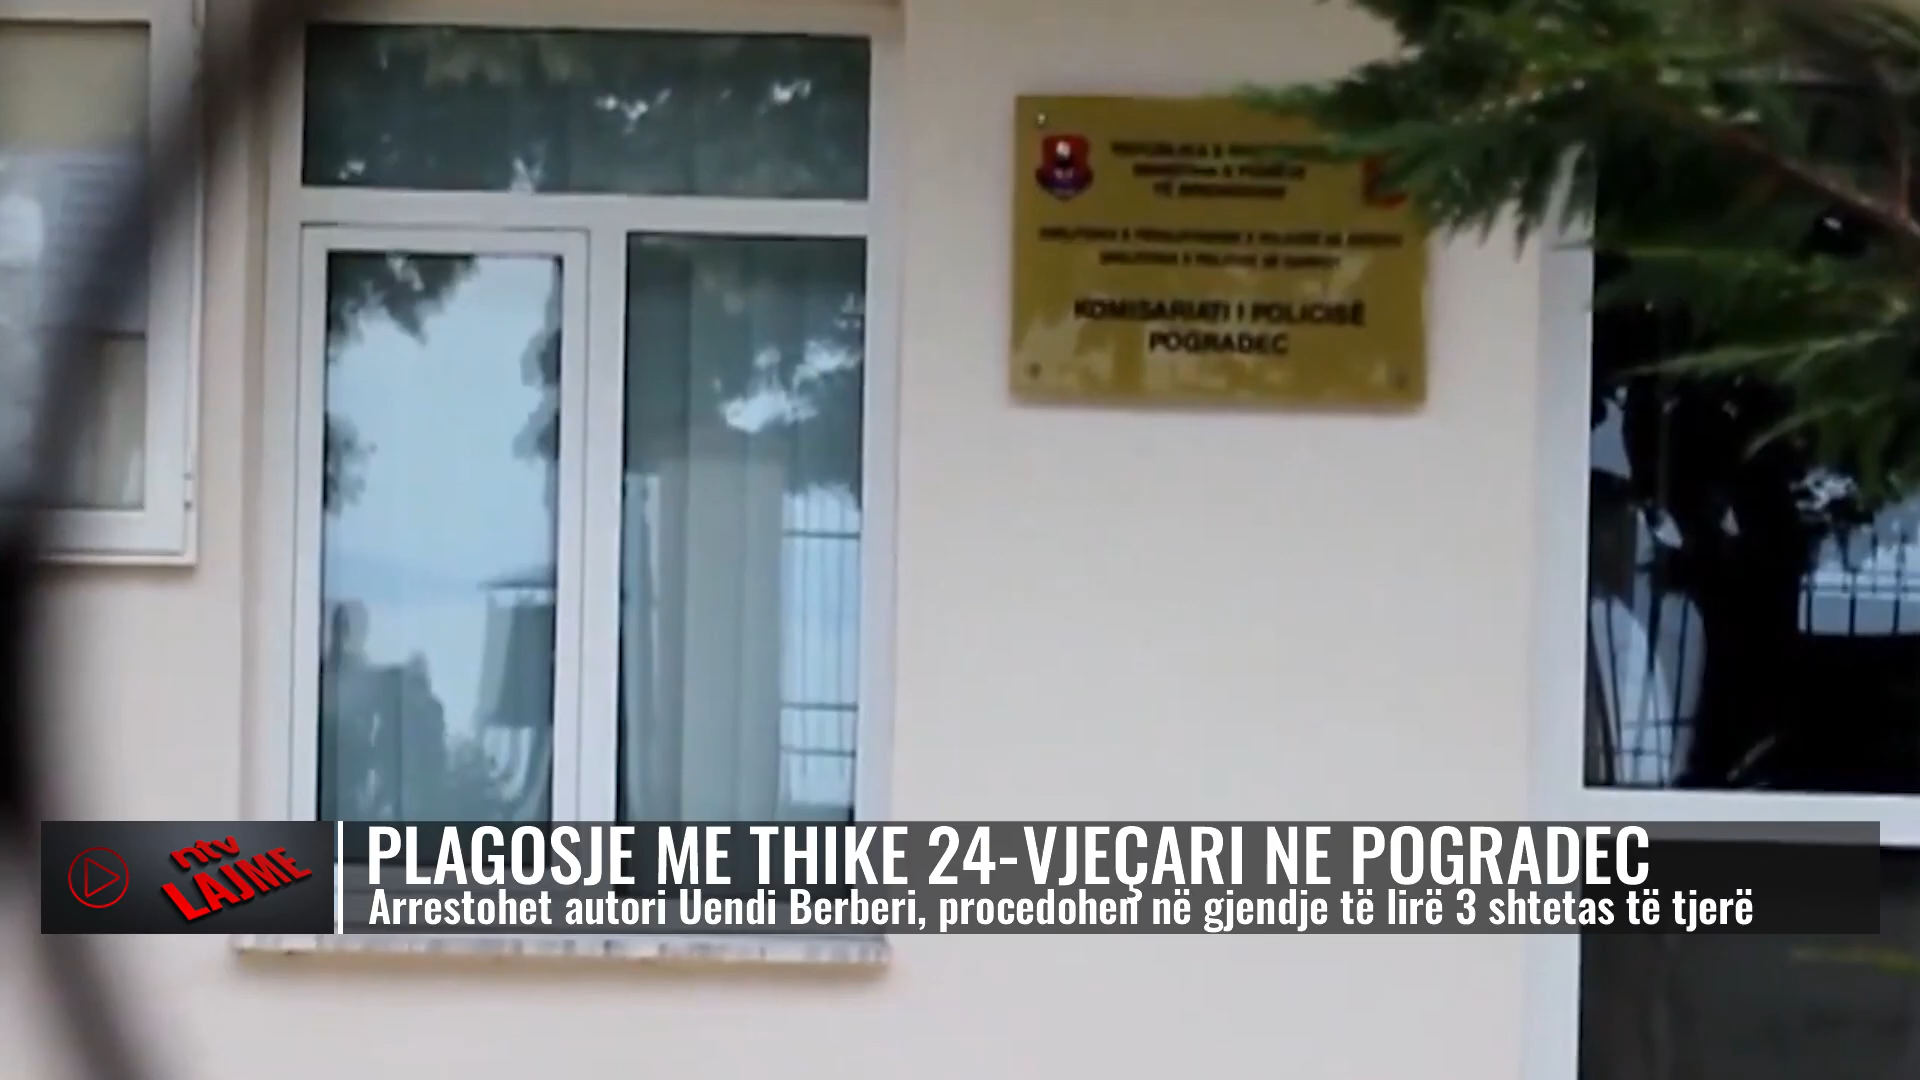 KOMISARIATI I POLICISË
POGRADEC
ntv
LAJME
PLAGOSJE ME THIKE 24-VJEÇARI NE POGRADEC
Arrestohet autori Uendi Berberi, procedohen në gjendje të lirë 3 shtetas të tjerë